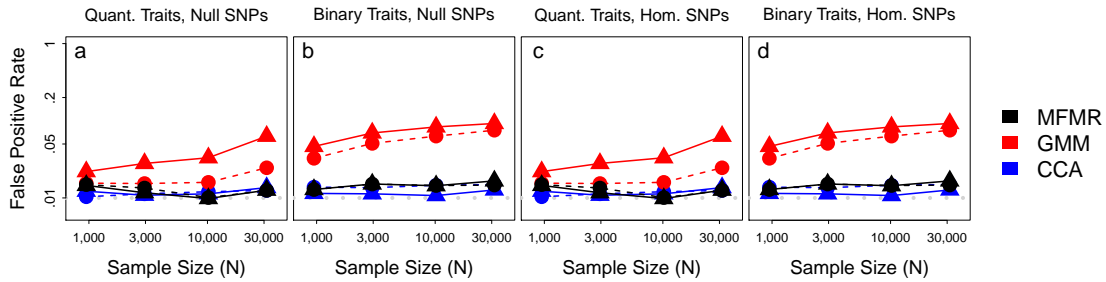 Quant. Traits, Null SNPs
Binary Traits, Null SNPs
Quant. Traits, Hom. SNPs
Binary Traits, Hom. SNPs
a
b
c
d
False Positive Rate
1
.2
.05
.01
1,000 3,000 10,000 30,000
1,000 3,000 10,000 30,000
1,000 3,000 10,000 30,000
1,000 3,000 10,000 30,000
Sample Size (N)
Sample Size (N)
Sample Size (N)
Sample Size (N)
MFMR
GMM
CCA